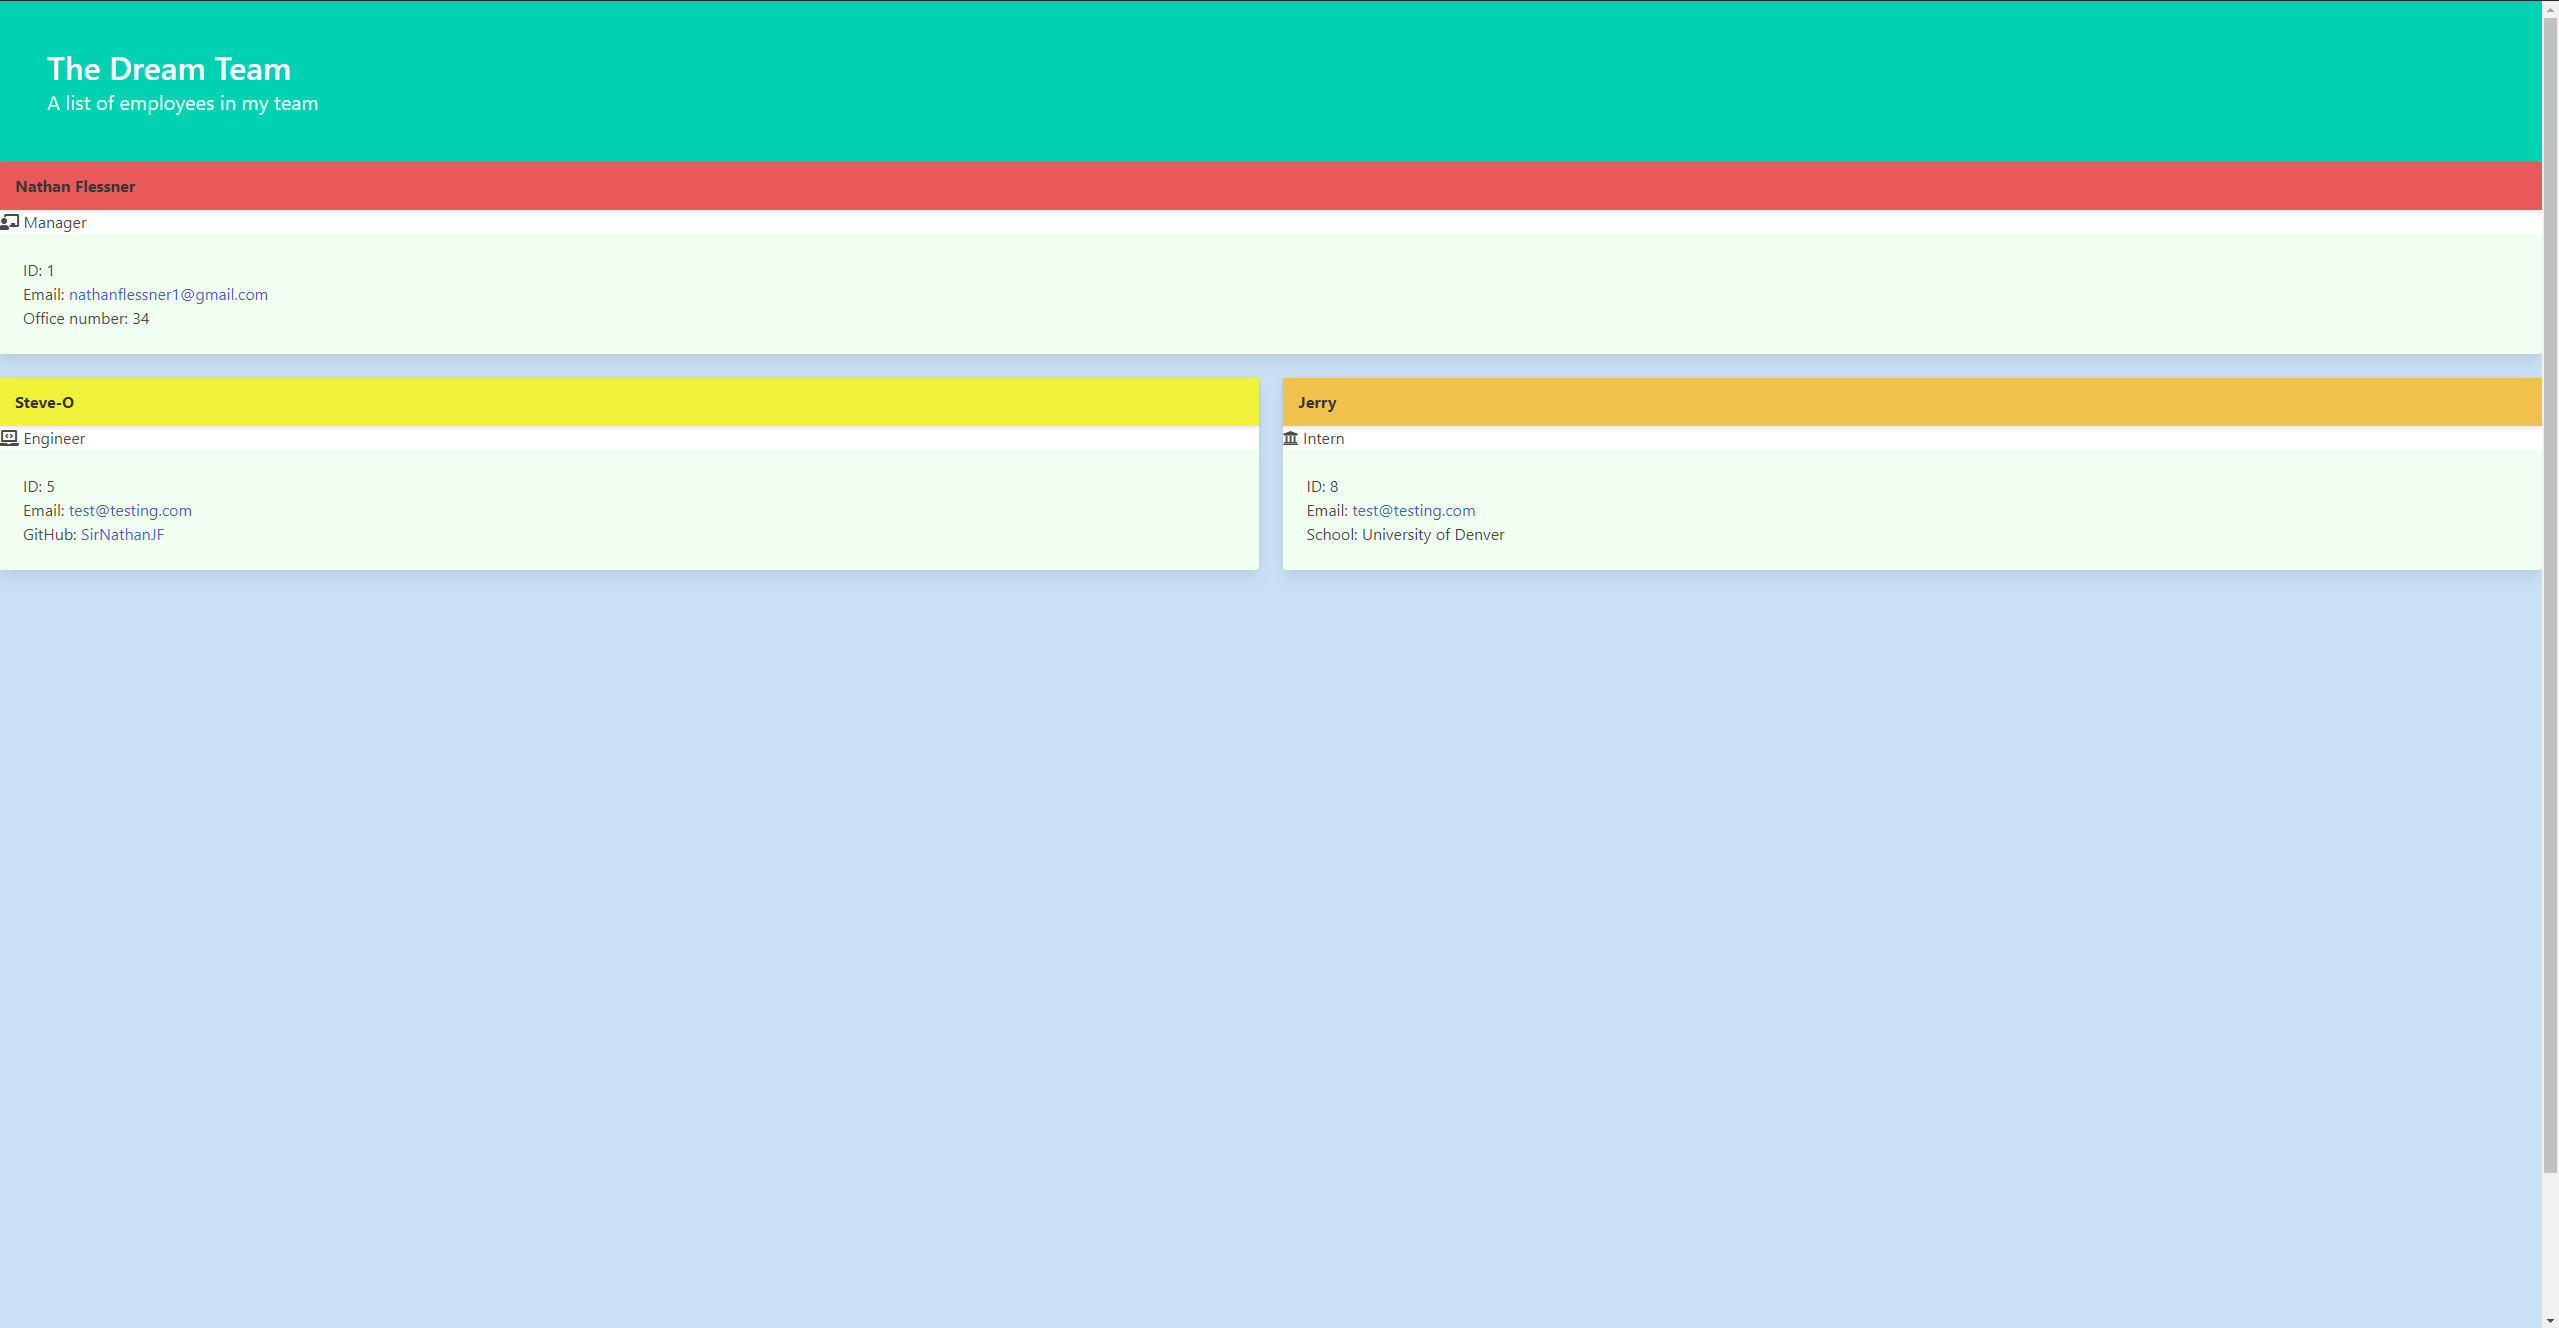 The Dream Team
A list of employees in my team
Nathan Flessner
Manager
ID: 1
Email: nathanflessner1@gmail.com
Office number: 34
Steve-O
Engineer
ID: 5
Email: test@testing.com
GitHub: SirNathanJF
Jerry
Intern
ID: 8
Email: test@testing.com
School: University of Denver